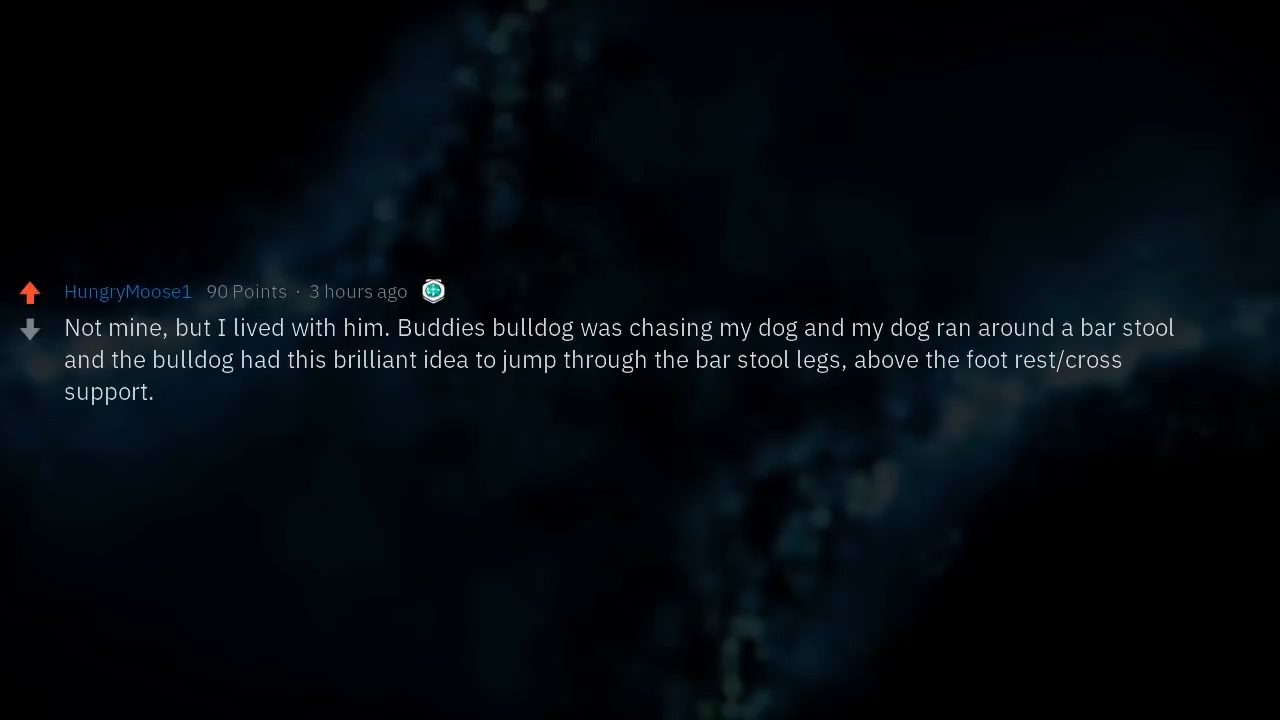 HungryMoose1 90 Points · 3 hours ago
Not mine, but I lived with him. Buddies bulldog was chasing my dog and my dog ran around a bar stool
and the bulldog had this brilliant idea to jump through the bar stool legs, above the foot rest/cross
support.